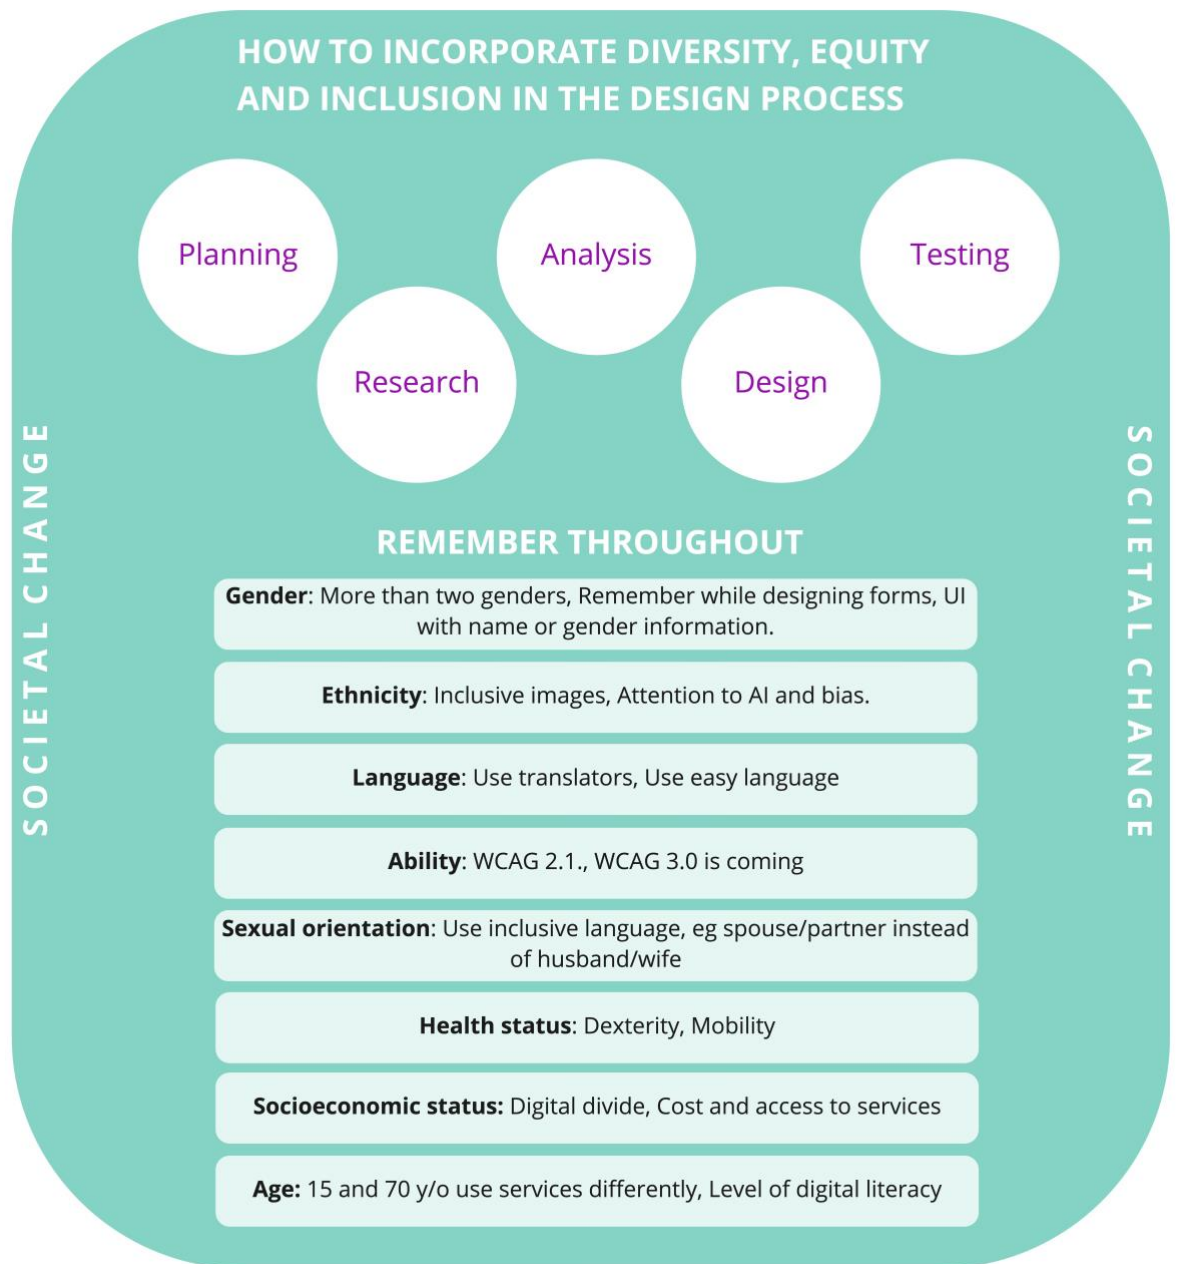 HOW TO INCORPORATE DIVERSITY, EQUITY
AND INCLUSION IN THE DESIGN PROCESS
Planning
Analysis
Testing
Research
Design
SOCIETAL CHANGE
SOCIETAL CHANGE
REMEMBER THROUGHOUT
Gender: More than two genders, Remember while designing forms, UI
with name or gender information.
Ethnicity: Inclusive images, Attention to AI and bias.
Language: Use translators, Use easy language
Ability: WCAG 2.1., WCAG 3.0 is coming
Sexual orientation: Use inclusive language, eg spouse/partner instead
of husband/wife
Health status: Dexterity, Mobility
Socioeconomic status: Digital divide, Cost and access to services
Age: 15 and 70 y/o use services differently, Level of digital literacy